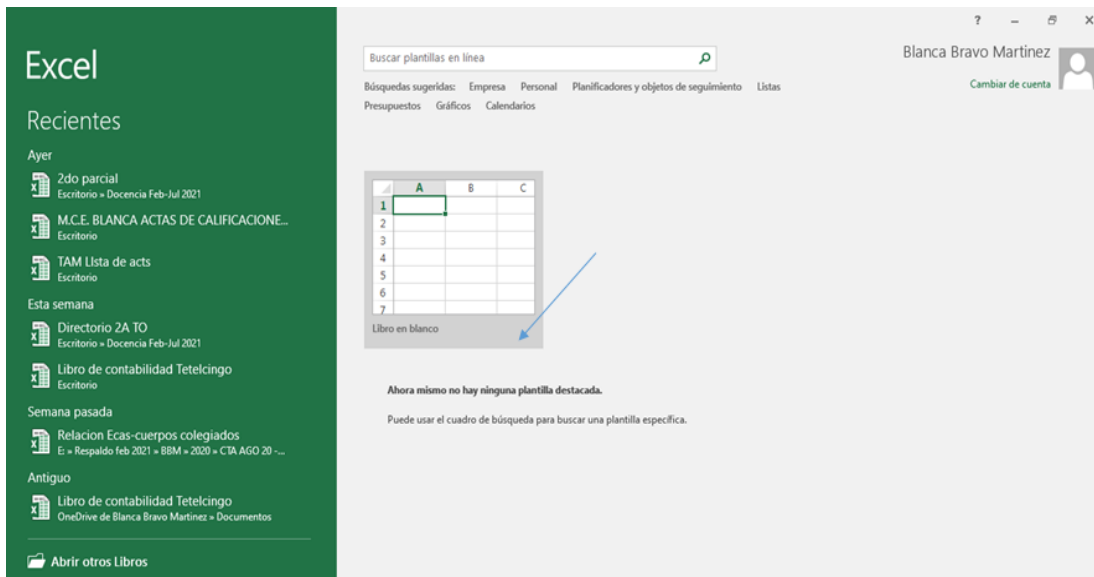 Excel
Recientes
Ayer
2do parcial
Escritorio » Docencia Feb-Jul 2021
M.C.E. BLANCA ACTAS DE CALIFICACIONE...
Escritorio
TAM LIsta de acts
Escritorio
Esta semana
Directorio 2A TO
Escritorio » Docencia Feb-Jul 2021
Libro de contabilidad Tetelcingo
Escritorio
Semana pasada
Relacion Ecas-cuerpos colegiados
E: » Respaldo feb 2021 » BBM » 2020 » CTA AGO 20 -...
Antiguo
Libro de contabilidad Tetelcingo
OneDrive de Blanca Bravo Martinez » Documentos
Abrir otros Libros
?
Blanca Bravo Martinez
Cambiar de cuenta
Buscar plantillas en línea
Búsquedas sugeridas: Empresa Personal Planificadores y objetos de seguimiento Listas
Presupuestos Gráficos Calendarios
A B C
1
2
3
4
5
6
7
Libro en blanco
Ahora mismo no hay ninguna plantilla destacada.
Puede usar el cuadro de búsqueda para buscar una plantilla específica.